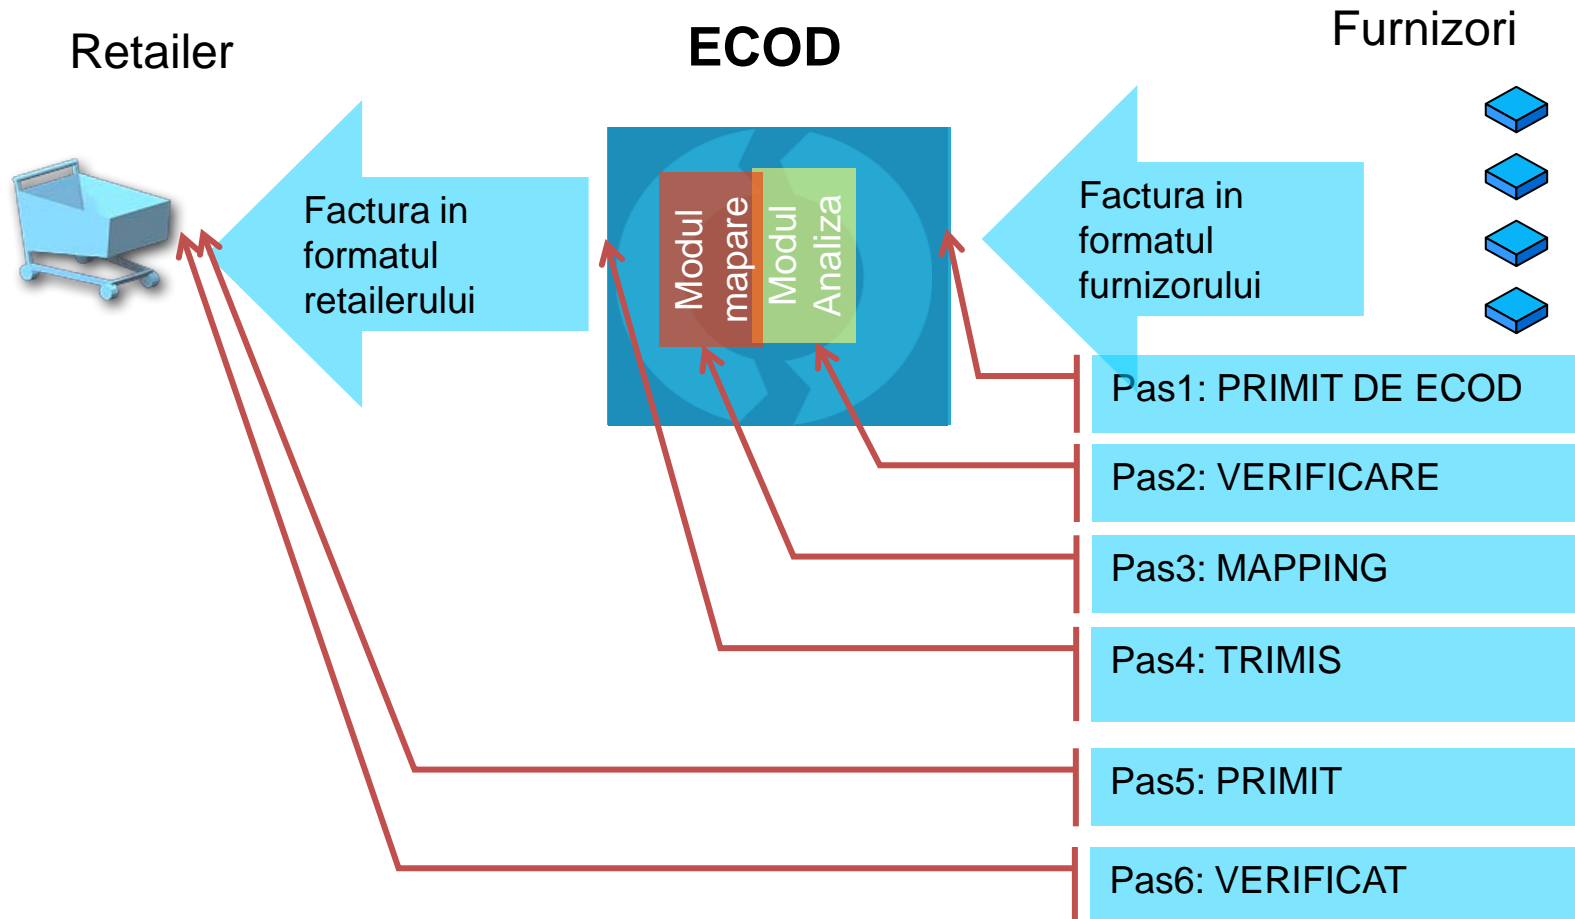 Retailer
ECOD
Furnizori
Factura in
formatul
retailerului
Modul
mapare
Modul
Analiza
Factura in
formatul
furnizorului
Pas1: PRIMIT DE ECOD
Pas2: VERIFICARE
Pas3: MAPPING
Pas4: TRIMIS
Pas5: PRIMIT
Pas6: VERIFICAT